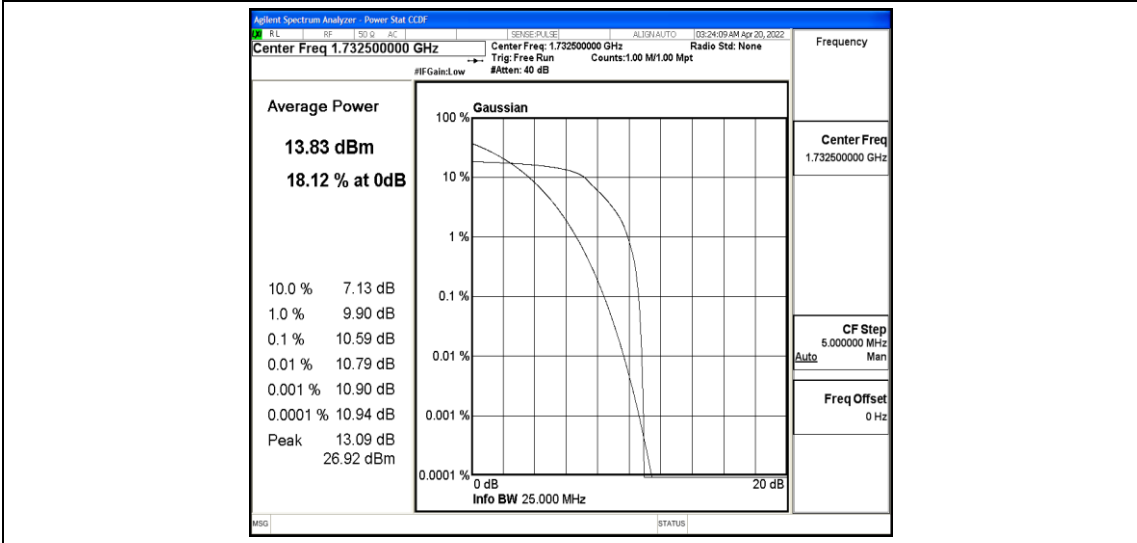 Agilent Spectrum Analyzer - Power Stat CCDF
LXI RL RF 50 Ω AC SENSE:PULSE ALIGNAUTO 03:24:09 AM Apr 20, 2022
Center Freq 1.732500000 GHz
Center Freq: 1.732500000 GHz Radio Std: None
Trig: Free Run Counts:1.00 M/1.00 Mpt
#IFGain:Low #Atten: 40 dB
Frequency
Average Power
13.83 dBm
18.12 % at 0dB
10.0 % 7.13 dB
1.0 % 9.90 dB
0.1 % 10.59 dB
0.01 % 10.79 dB
0.001 % 10.90 dB
0.0001 % 10.94 dB
Peak 13.09 dB
26.92 dBm
Gaussian
100 %
10 %
1 %
0.1 %
0.01 %
0.001 %
0.0001 %
0 dB 20 dB
Info BW 25.000 MHz
Center Freq
1.732500000 GHz
CF Step
5.000000 MHz
Auto Man
Freq Offset
0 Hz
MSG STATUS